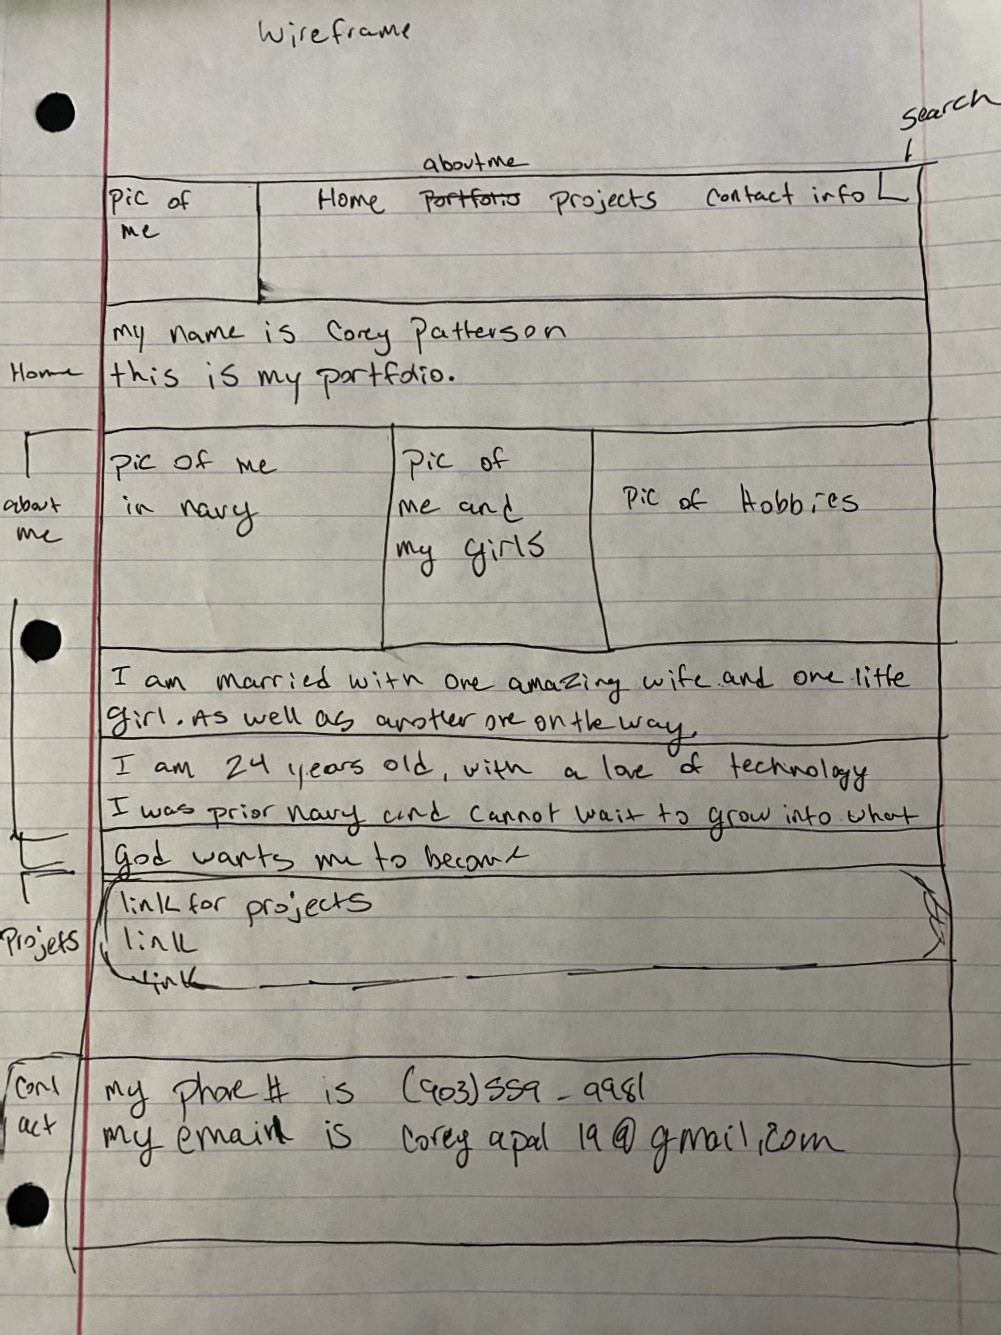 Wireframe
search
about me
pic of me
Home Portfolio projects contact info
my name is Corey Patterson
Home
this is my portfolio.
pic of me in navy
pic of me and my girls
pic of Hobbies
about me
I am married with one amazing wife and one little
girl. As well as another one on the way.
I am 24 years old, with a love of technology
I was prior navy and cannot wait to grow into what
god wants me to become
Projets
link for projects
link
link
Cont
act
my phone # is (903) 559 - 9981
my email is corey apal 19 @ gmail.com